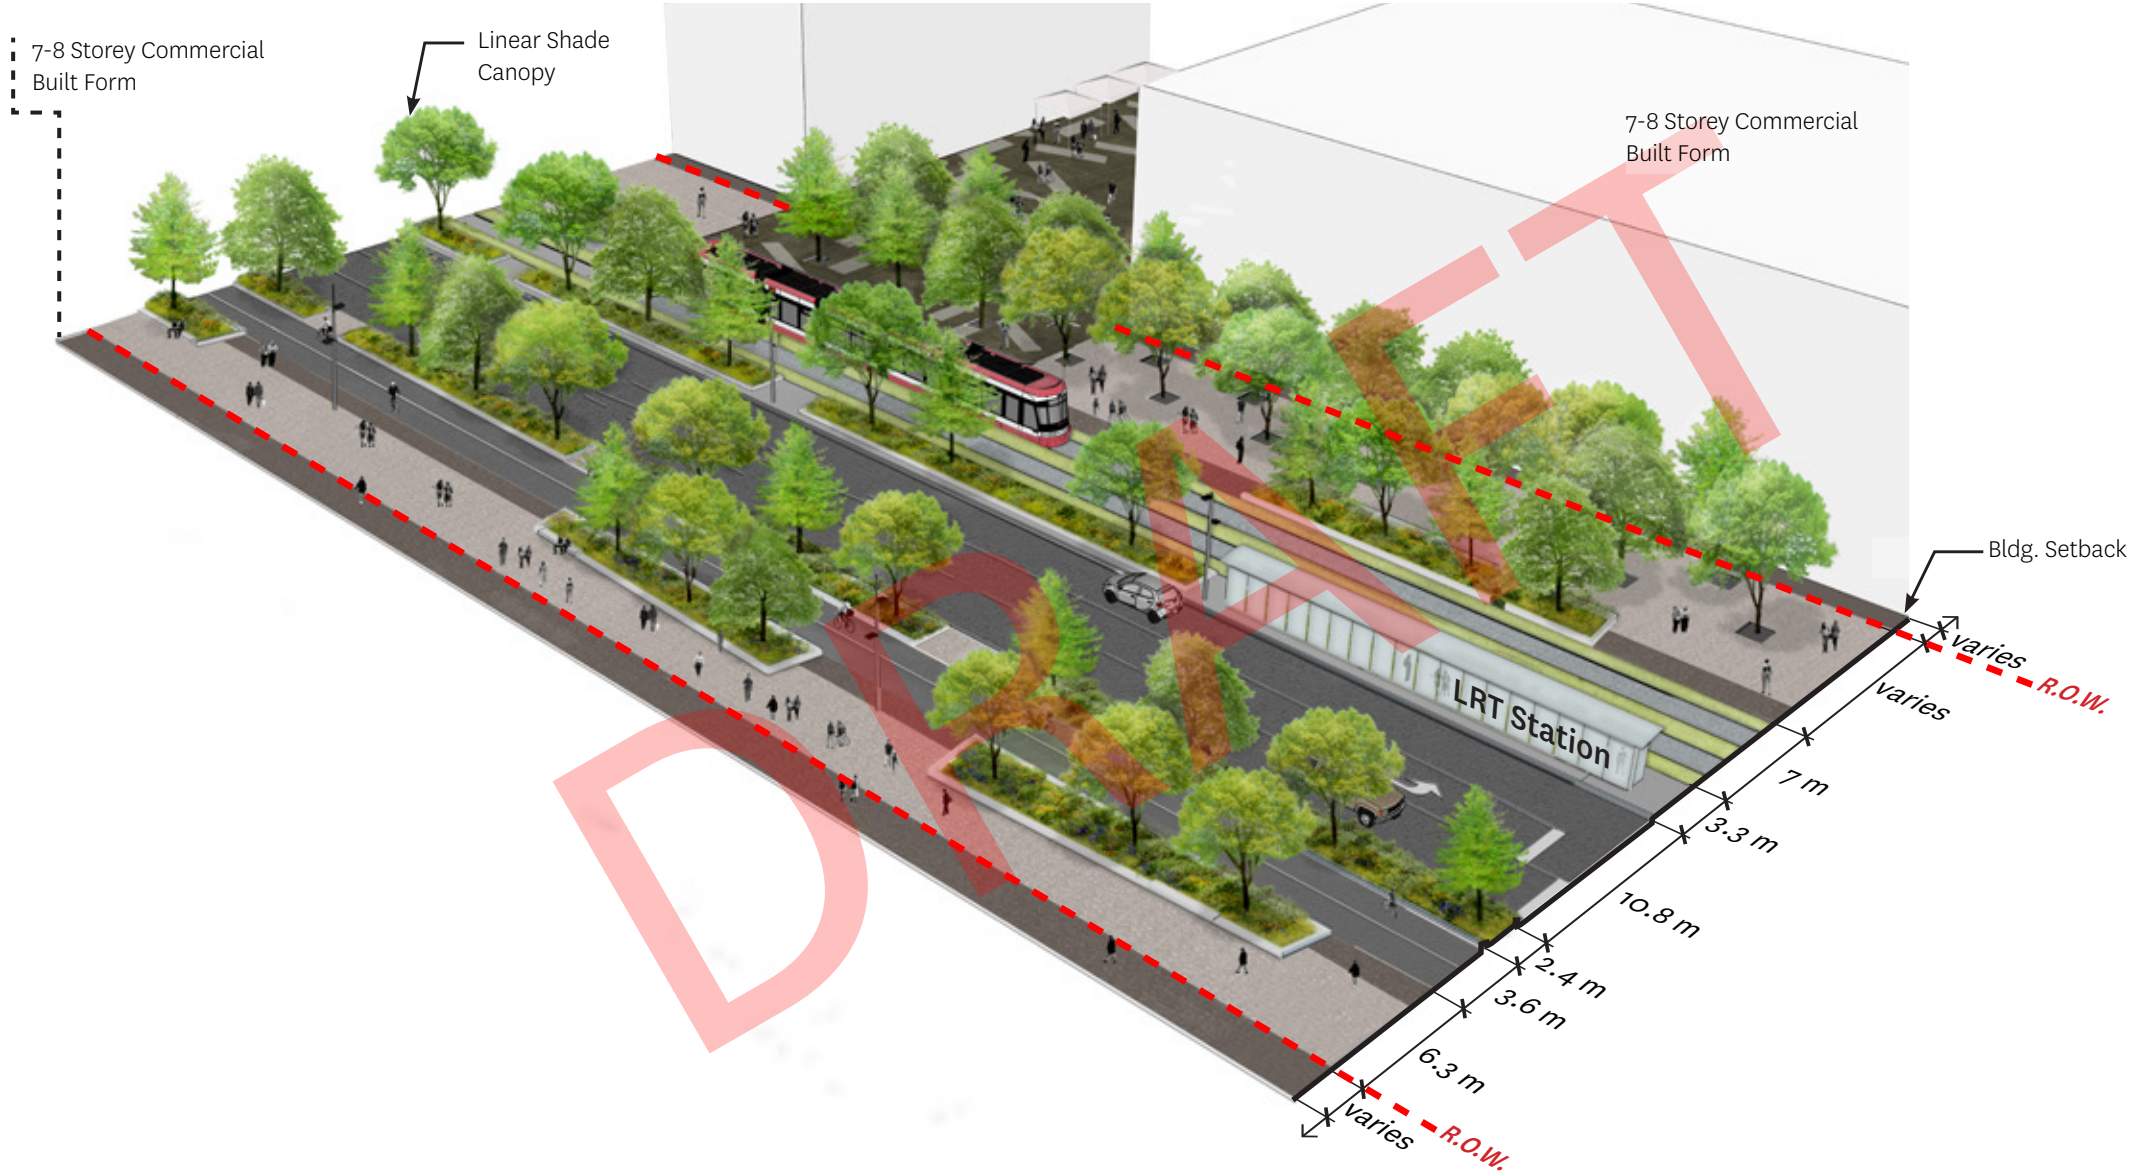 7-8 Storey Commercial
Built Form
Linear Shade
Canopy
7-8 Storey Commercial
Built Form
DRAFT
Bldg. Setback
varies
R.O.W.
varies
7 m
LRT Station
3.3 m
10.8 m
2.4 m
3.6 m
6.3 m
varies
R.O.W.